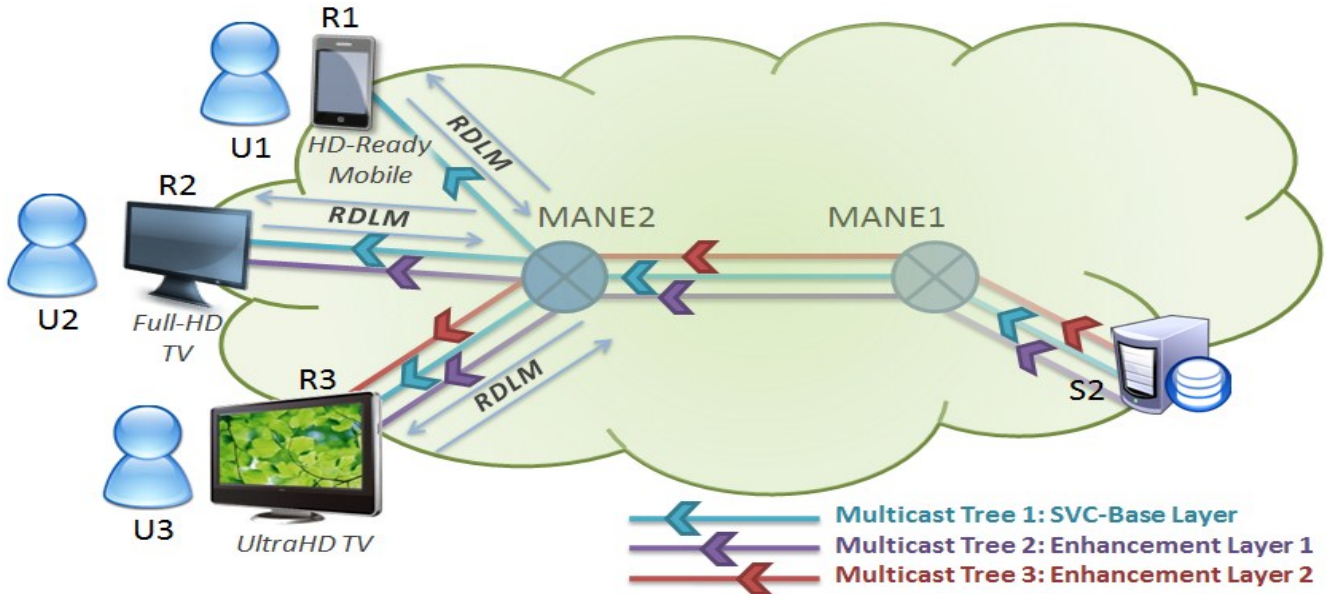 R1
U1
HD-Ready
Mobile
RDLM
R2
RDLM
U2
Full-HD
TV
MANE2
MANE1
R3
RDLM
U3
UltraHD TV
S2
Multicast Tree 1: SVC-Base Layer
Multicast Tree 2: Enhancement Layer 1
Multicast Tree 3: Enhancement Layer 2